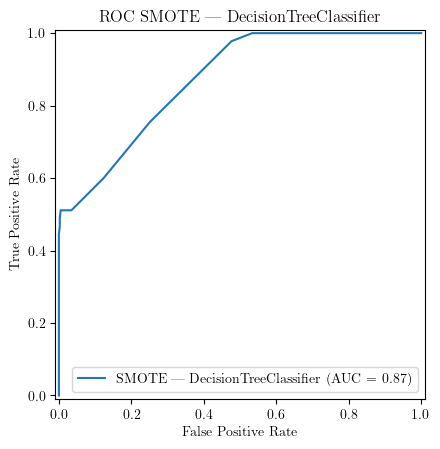 ROC SMOTE — DecisionTreeClassifier
1.0
0.8
0.6
0.4
0.2
0.0
True Positive Rate
SMOTE — DecisionTreeClassifier (AUC = 0.87)
0.0 0.2 0.4 0.6 0.8 1.0
False Positive Rate